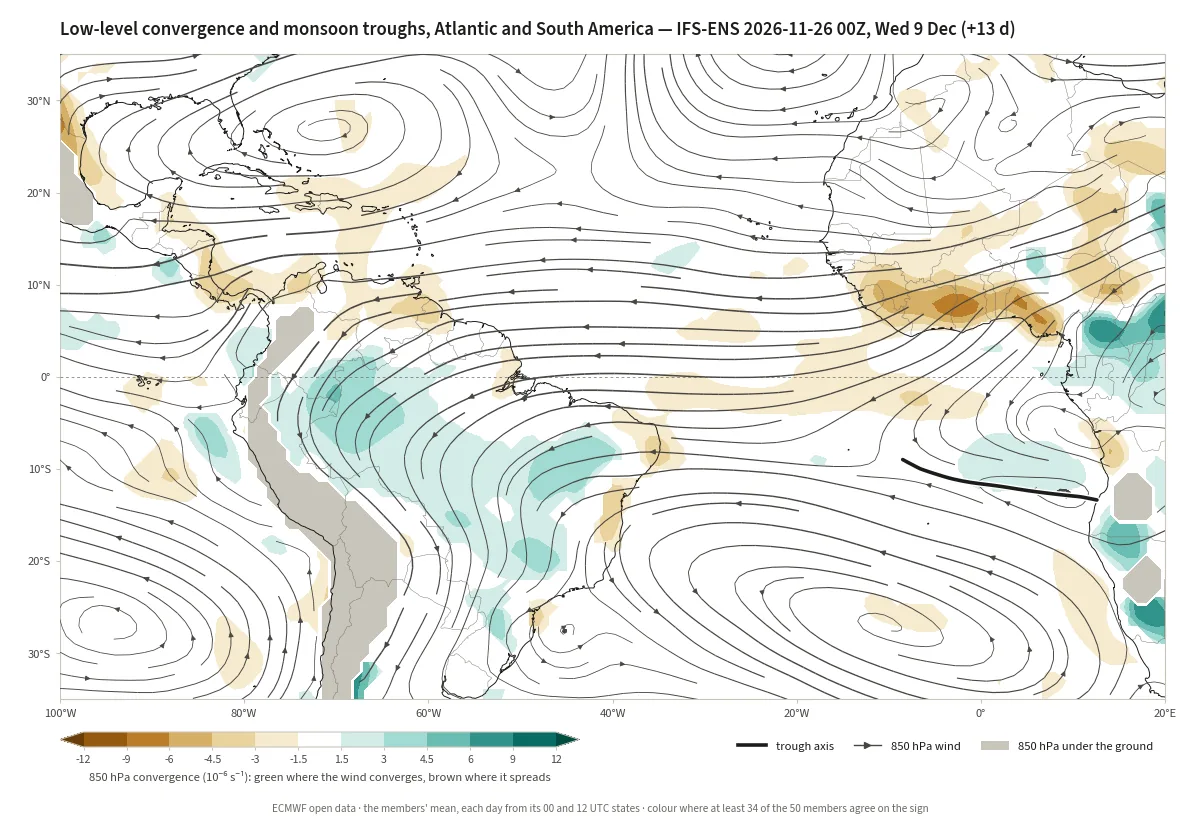 Low-level convergence and monsoon troughs, Atlantic and South America — IFS-ENS 2026-11-26 00Z, Wed 9 Dec (+13 d)
30°N
20°N
10°N
0°
10°S
20°S
30°S
100°W 80°W 60°W 40°W 20°W 0° 20°E
-12 -9 -6 -4.5 -3 -1.5 1.5 3 4.5 6 9 12
850 hPa convergence (10⁻⁶ s⁻¹): green where the wind converges, brown where it spreads
trough axis 850 hPa wind 850 hPa under the ground
ECMWF open data · the members' mean, each day from its 00 and 12 UTC states · colour where at least 34 of the 50 members agree on the sign